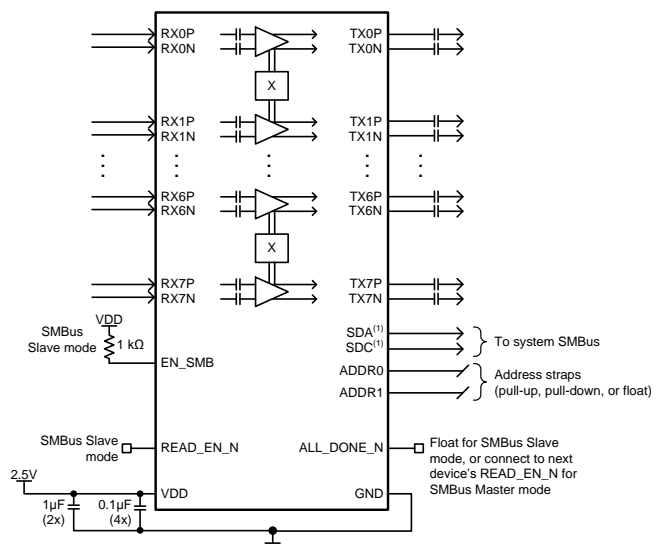 RX0P
RX0N
TX0P
TX0N
X
RX1P
RX1N
TX1P
TX1N
RX6P
RX6N
TX6P
TX6N
X
RX7P
RX7N
TX7P
TX7N
VDD
SMBus
Slave mode
1 kΩ
EN_SMB
SDA(1)
SDC(1)
To system SMBus
ADDR0
ADDR1
Address straps
(pull-up, pull-down, or float)
SMBus Slave
mode
READ_EN_N
ALL_DONE_N
Float for SMBus Slave
mode, or connect to next
device's READ_EN_N for
SMBus Master mode
2.5V
VDD
GND
1µF
(2x)
0.1µF
(4x)